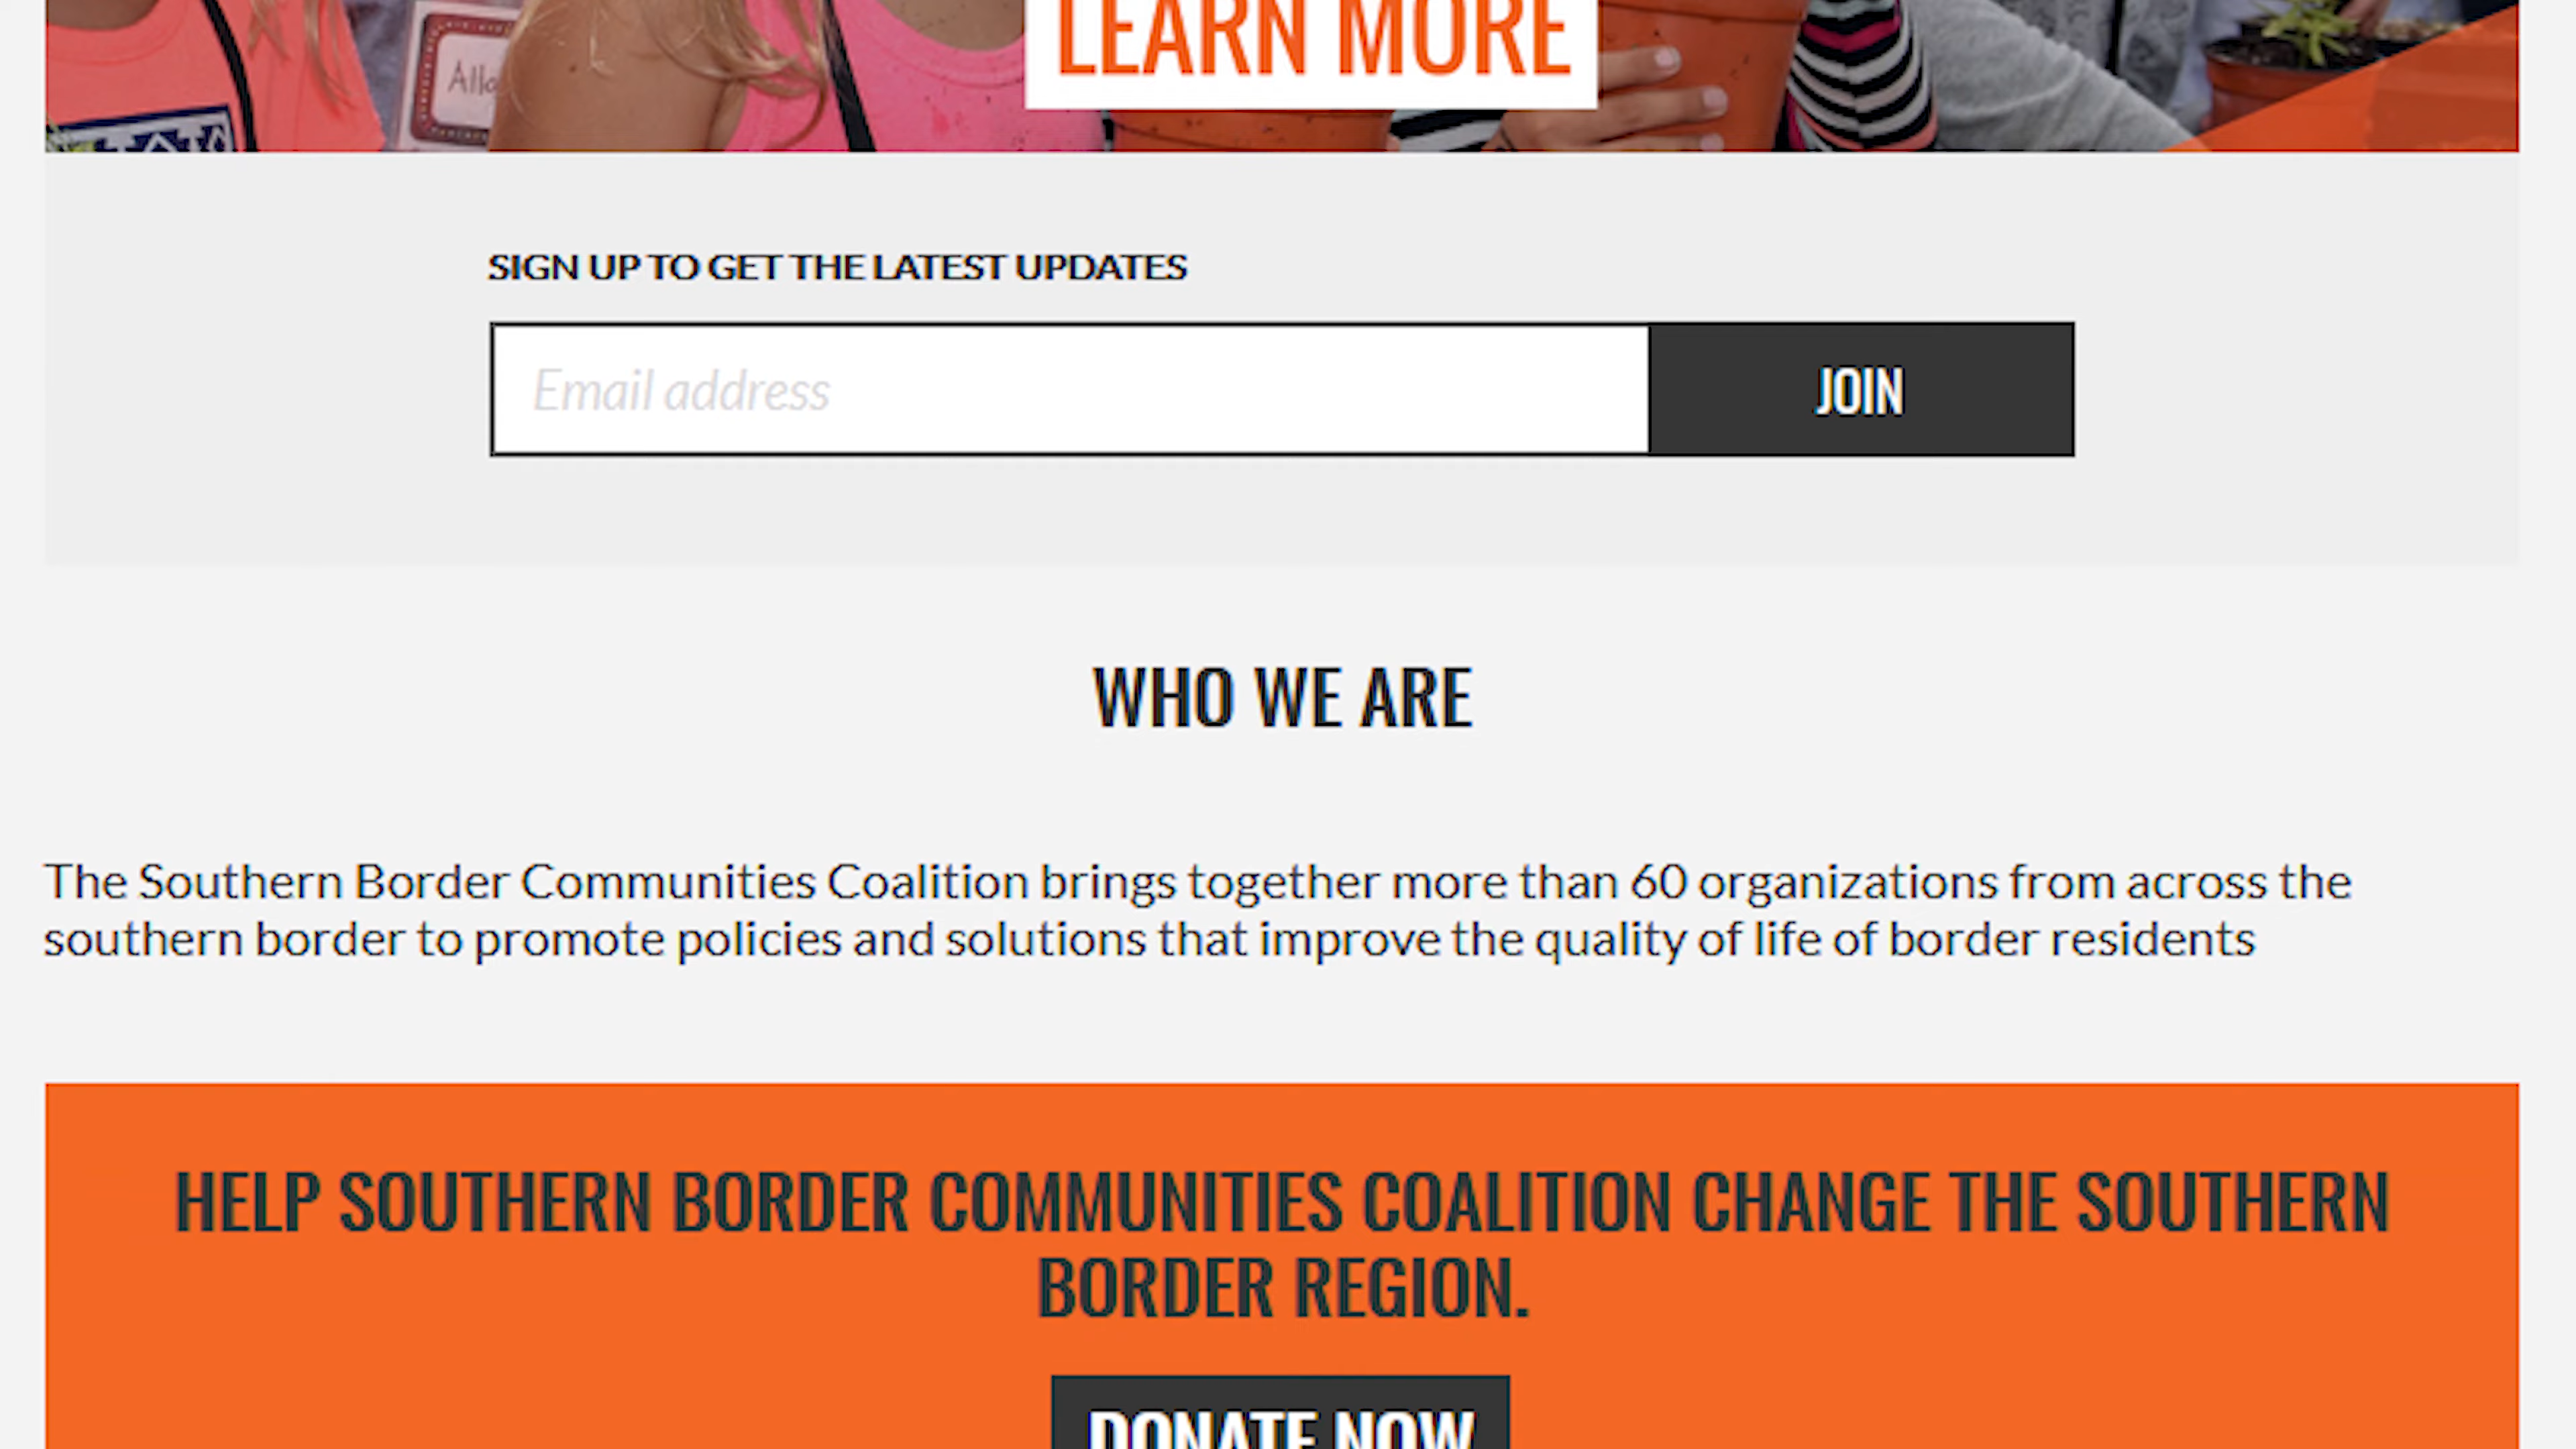 LEARN MORE
SIGN UP TO GET THE LATEST UPDATES
Email address
JOIN
WHO WE ARE
The Southern Border Communities Coalition brings together more than 60 organizations from across the
southern border to promote policies and solutions that improve the quality of life of border residents
HELP SOUTHERN BORDER COMMUNITIES COALITION CHANGE THE SOUTHERN
BORDER REGION.
DONATE NOW